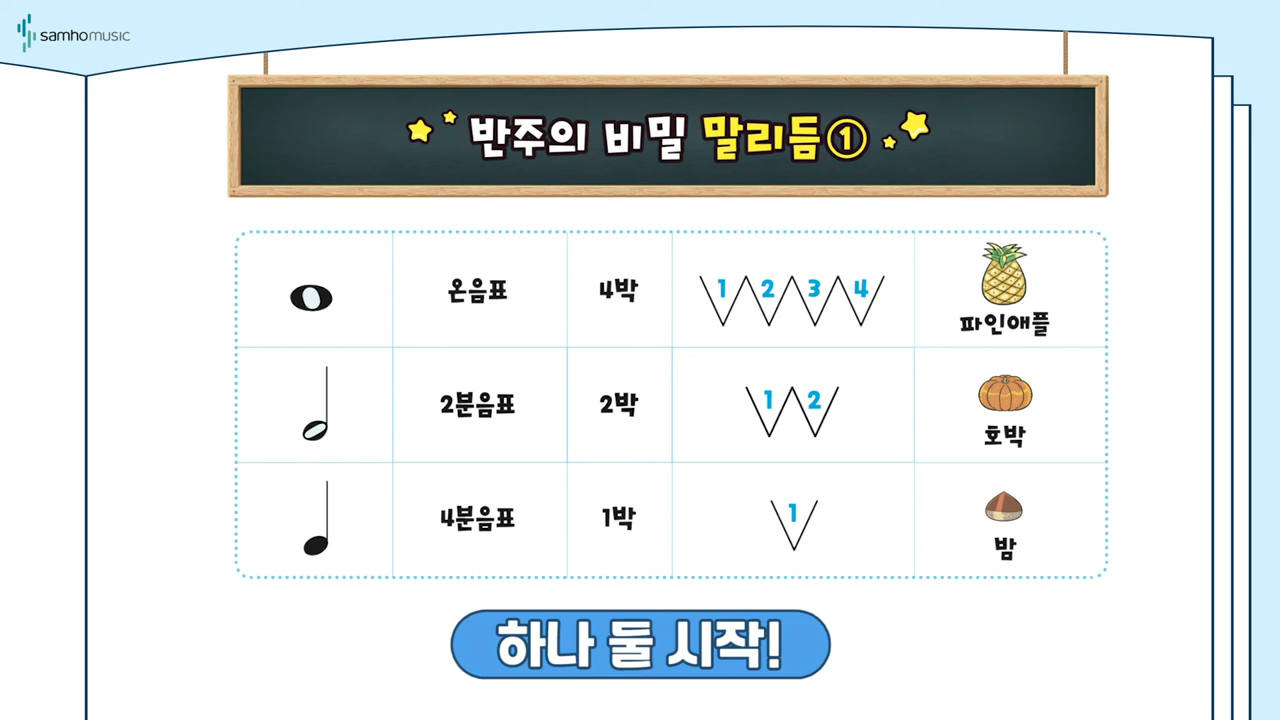 samhomusic
반주의 비밀 말리듬①
온음표 4박 1 2 3 4 파인애플
2분음표 2박 1 2 호박
4분음표 1박 1 밤
하나 둘 시작!